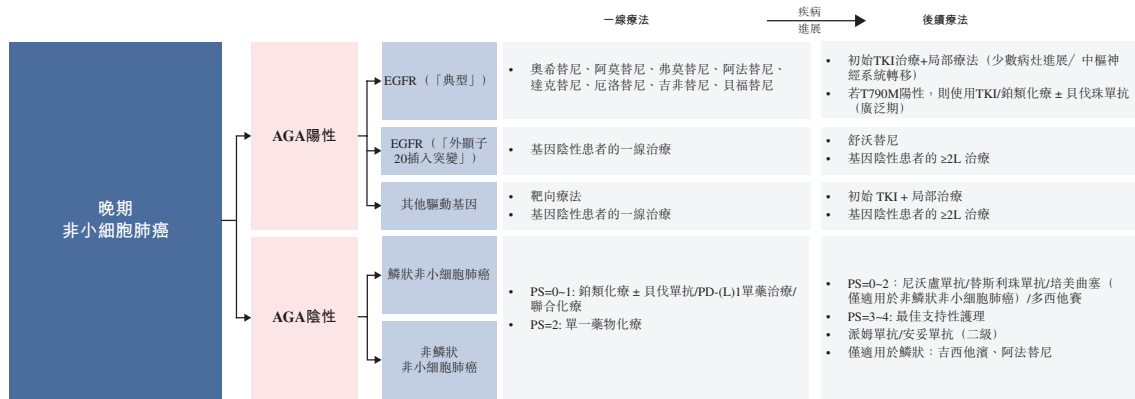 一線療法
疾病
進展
後續療法
晚期
非小細胞肺癌
AGA陽性
EGFR（「典型」）
• 奧希替尼、阿莫替尼、弗莫替尼、阿法替尼、
達克替尼、厄洛替尼、吉非替尼、貝福替尼
• 初始TKI治療+局部療法（少數病灶進展/ 中樞神
經系統轉移）
• 若T790M陽性，則使用TKI/鉑類化療 ± 貝伐珠單抗
（廣泛期）
EGFR（「外顯子
20插入突變」）
• 基因陰性患者的一線治療
• 舒沃替尼
• 基因陰性患者的 ≥2L 治療
其他驅動基因
• 靶向療法
• 基因陰性患者的一線治療
• 初始 TKI + 局部治療
• 基因陰性患者的 ≥2L 治療
AGA陰性
鱗狀非小細胞肺癌
非鱗狀
非小細胞肺癌
• PS=0~1: 鉑類化療 ± 貝伐單抗/PD-(L)1單藥治療/
聯合化療
• PS=2: 單一藥物化療
• PS=0~2：尼沃盧單抗/替斯利珠單抗/培美曲塞（
僅適用於非鱗狀非小細胞肺癌）/多西他賽
• PS=3~4: 最佳支持性護理
• 派姆單抗/安妥單抗（二級）
• 僅適用於鱗狀：吉西他濱、阿法替尼